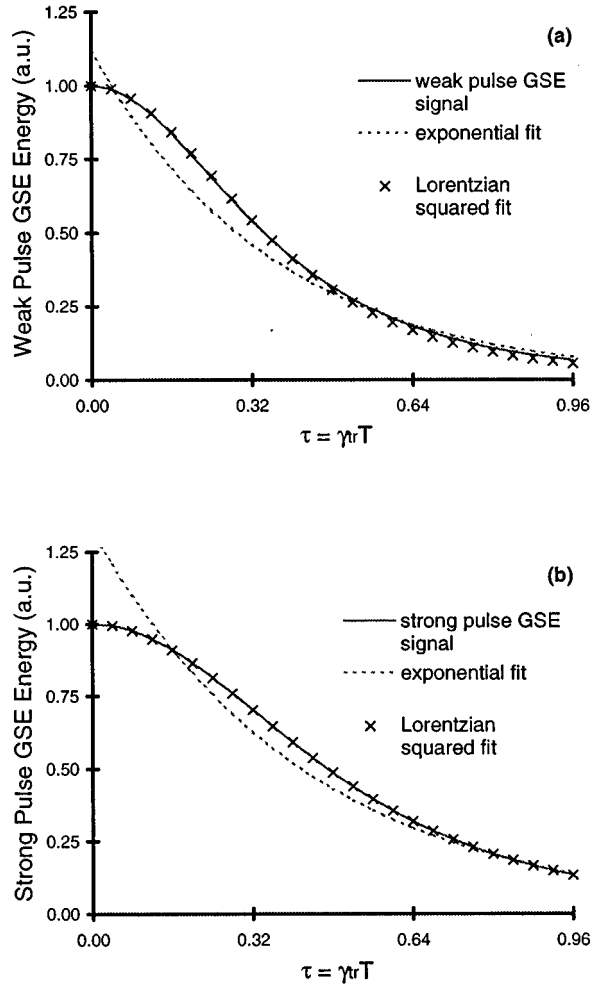 (a)
Weak Pulse GSE Energy (a.u.)
1.25
1.00
0.75
0.50
0.25
0.00
weak pulse GSE
signal
exponential fit
Lorentzian
squared fit
0.00 0.32 0.64 0.96
τ = γtrT
(b)
Strong Pulse GSE Energy (a.u.)
1.25
1.00
0.75
0.50
0.25
0.00
strong pulse GSE
signal
exponential fit
Lorentzian
squared fit
0.00 0.32 0.64 0.96
τ = γtrT